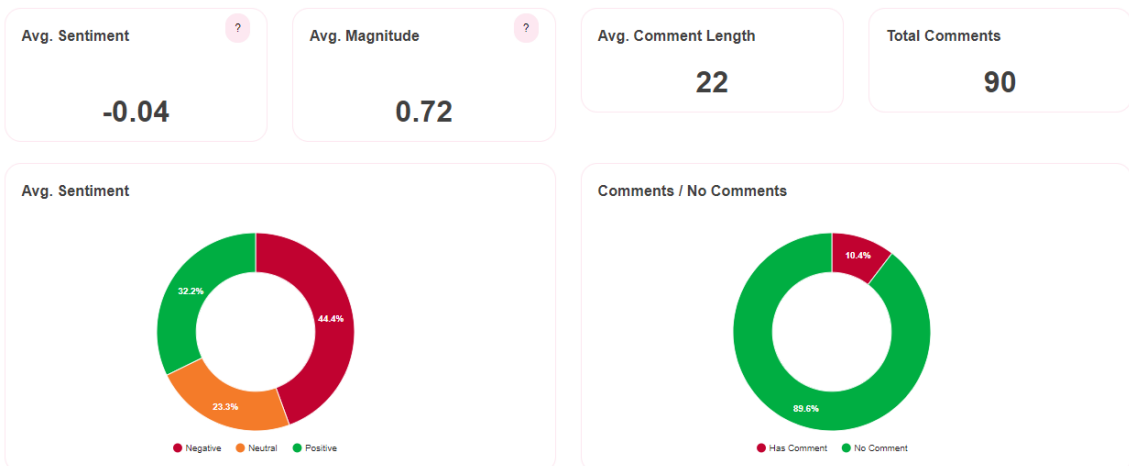 Avg. Sentiment
?
-0.04
Avg. Magnitude
?
0.72
Avg. Comment Length
22
Total Comments
90
Avg. Sentiment
32.2%
44.4%
23.3%
Negative Neutral Positive
Comments / No Comments
10.4%
89.6%
Has Comment No Comment